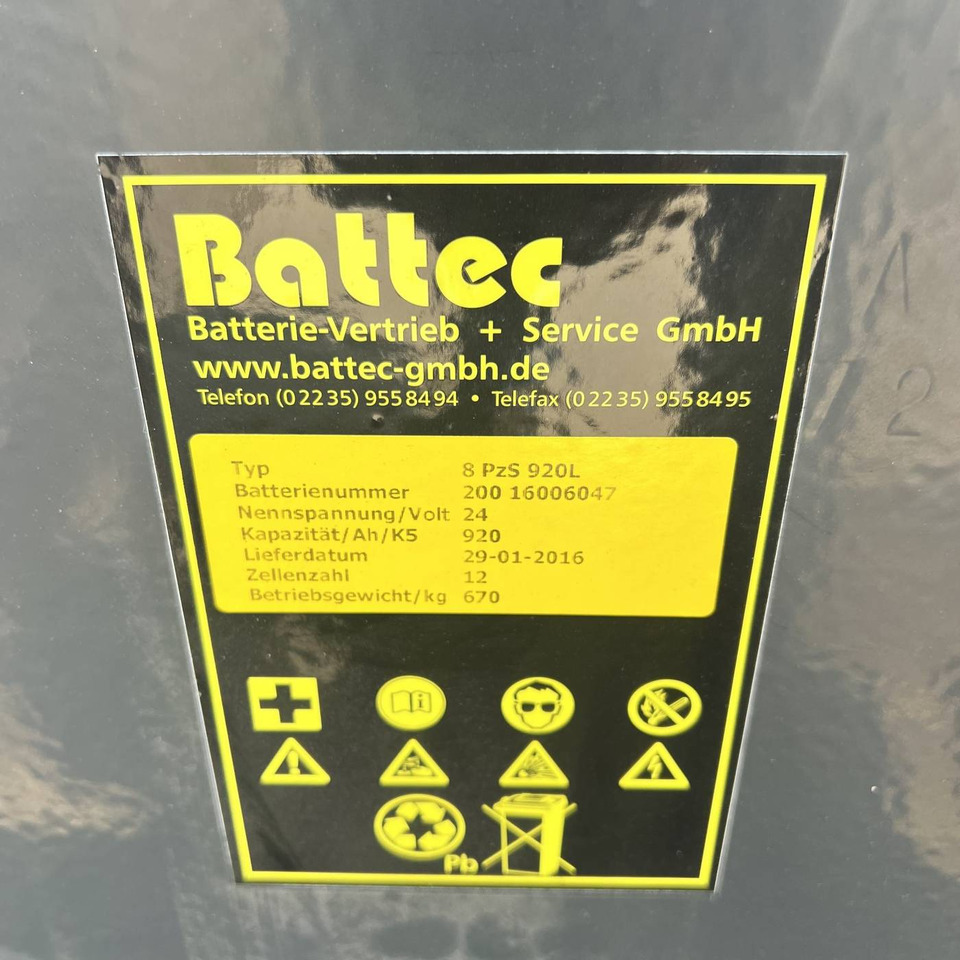 Battec
Batterie-Vertrieb + Service GmbH
www.battec-gmbh.de
Telefon (02235) 9558494 • Telefax (02235) 9558495
Typ 8 PzS 920L
Batterienummer 200 16006047
Nennspannung/Volt 24
Kapazität/Ah/K5 920
Lieferdatum 29-01-2016
Zellenzahl 12
Betriebsgewicht/kg 670
Pb